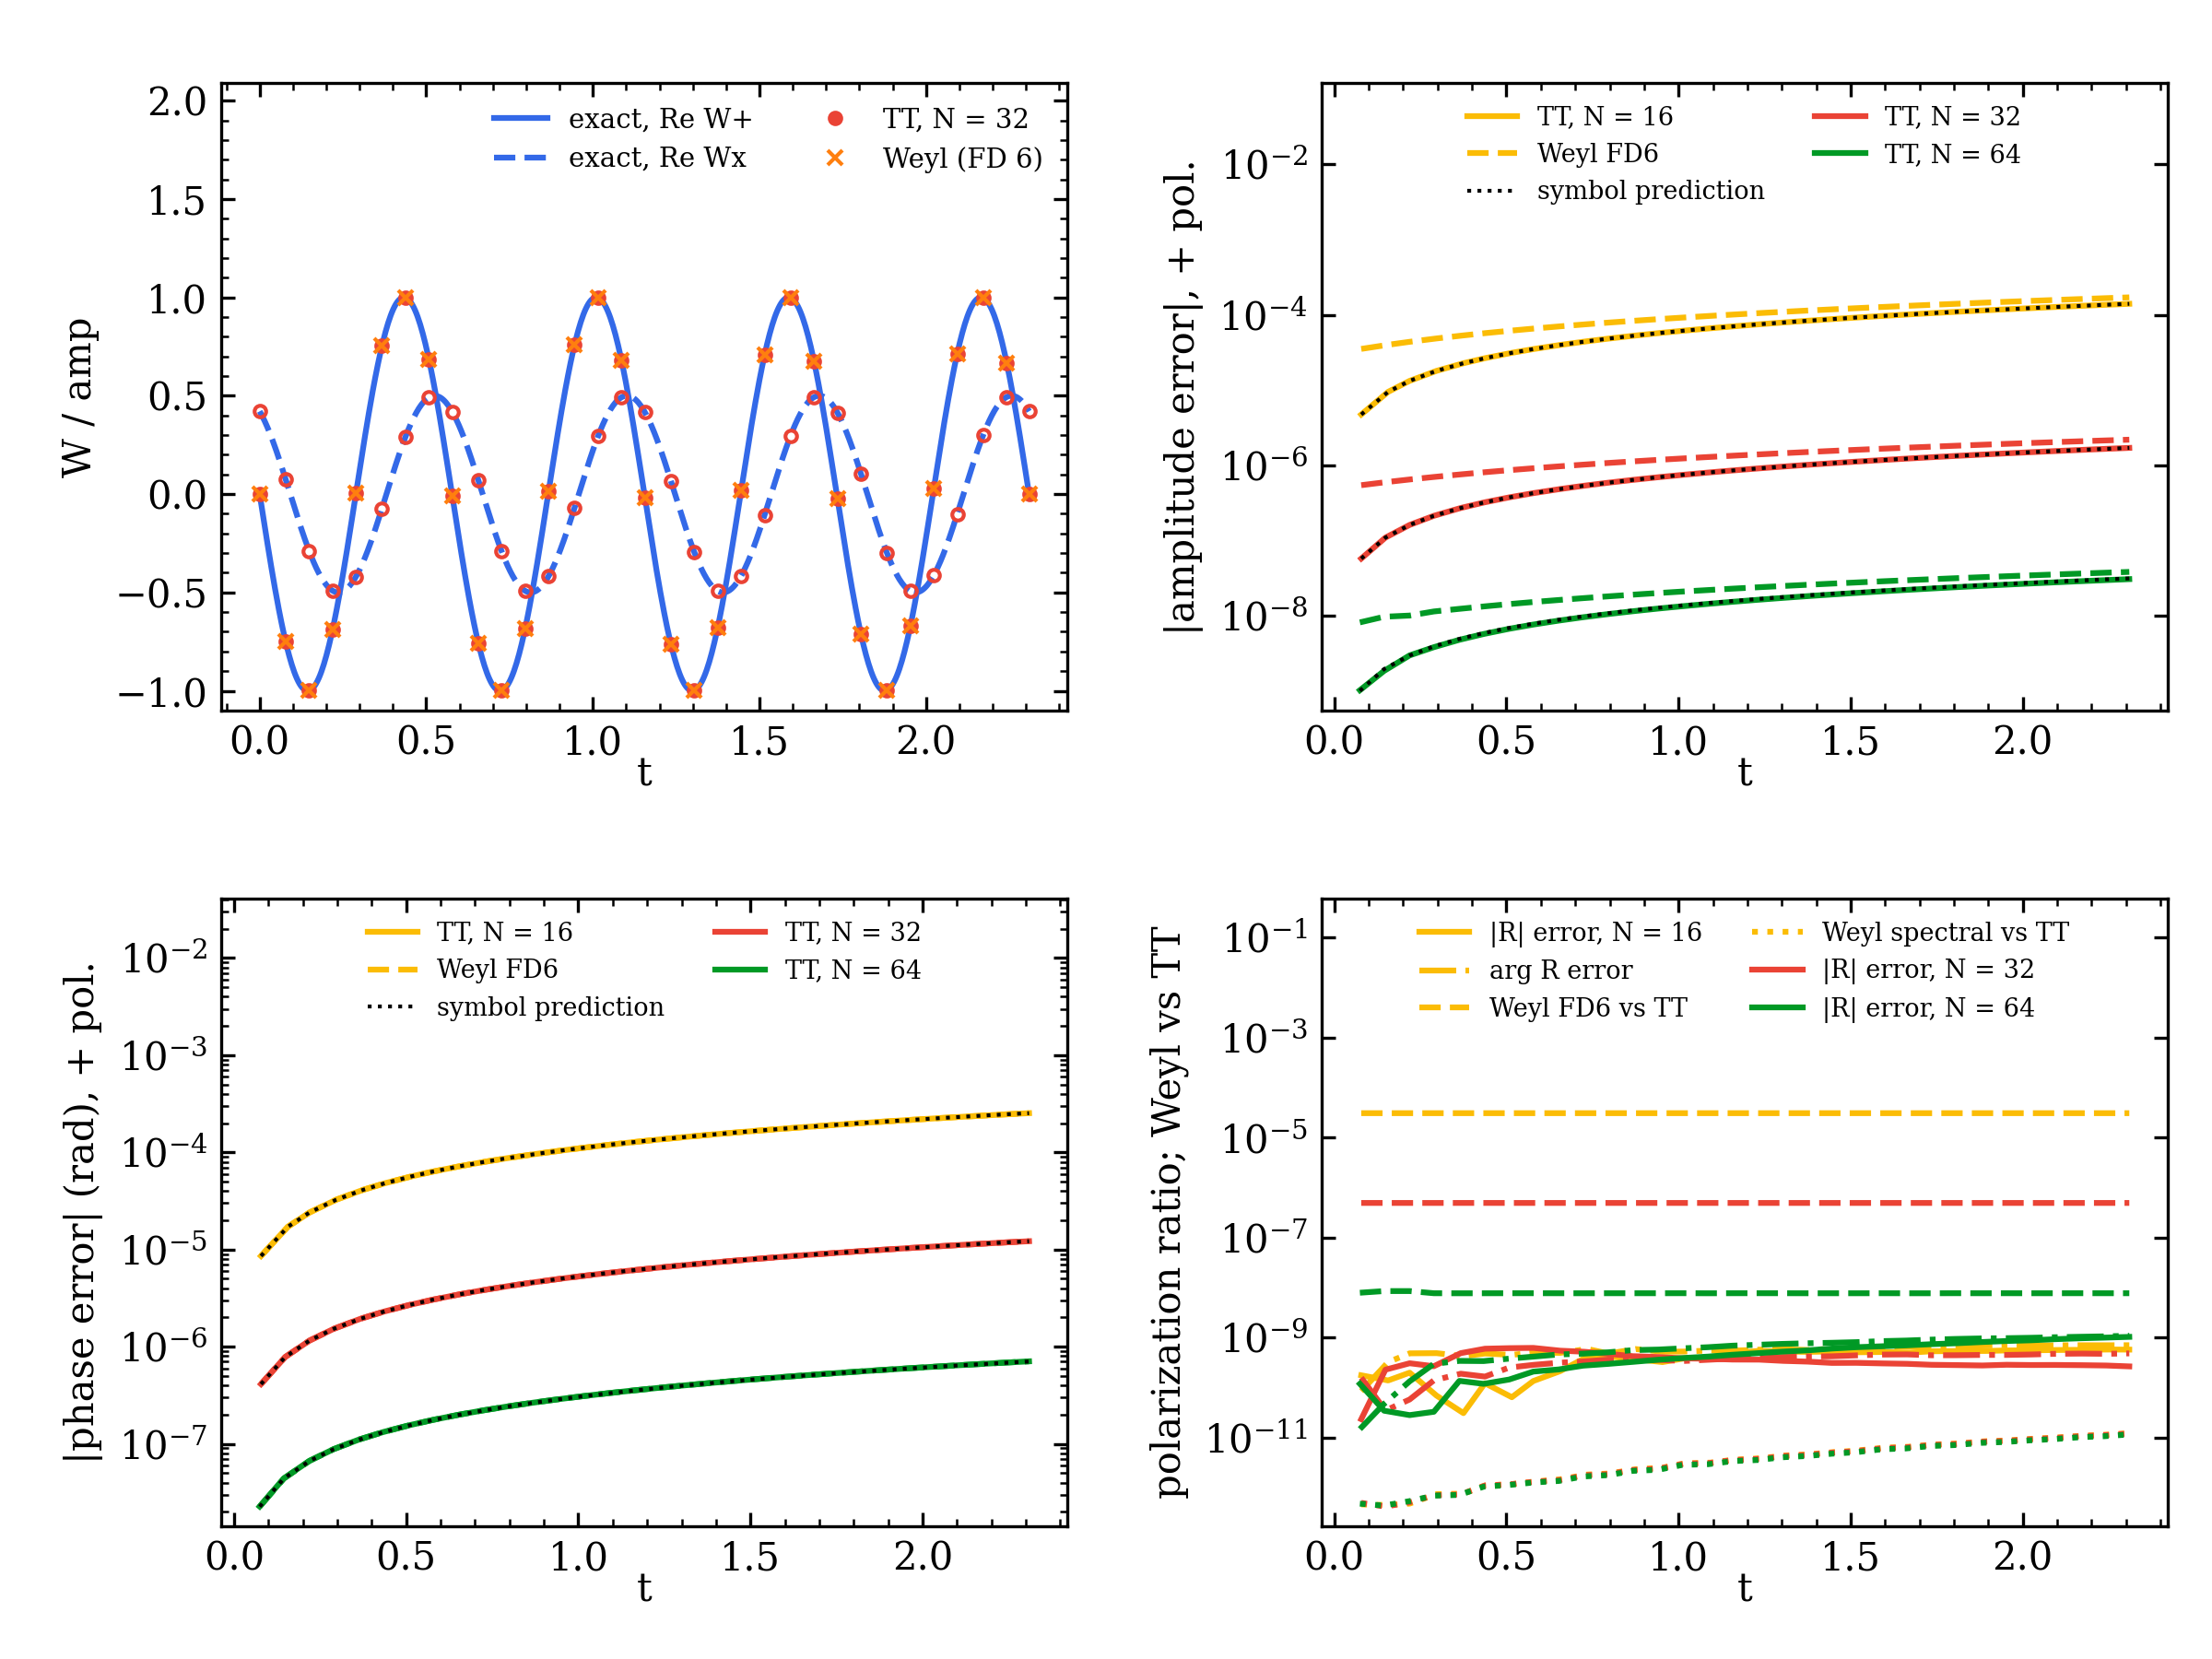 2.0
1.5
1.0
0.5
0.0
−0.5
−1.0
W / amp
exact, Re W+
exact, Re Wx
TT, N = 32
Weyl (FD 6)
0.0 0.5 1.0 1.5 2.0
t
10−2
10−4
10−6
10−8
|amplitude error|, + pol.
TT, N = 16
Weyl FD6
symbol prediction
TT, N = 32
TT, N = 64
0.0 0.5 1.0 1.5 2.0
t
10−2
10−3
10−4
10−5
10−6
10−7
|phase error| (rad), + pol.
TT, N = 16
Weyl FD6
symbol prediction
TT, N = 32
TT, N = 64
0.0 0.5 1.0 1.5 2.0
t
10−1
10−3
10−5
10−7
10−9
10−11
polarization ratio; Weyl vs TT
|R| error, N = 16
arg R error
Weyl FD6 vs TT
Weyl spectral vs TT
|R| error, N = 32
|R| error, N = 64
0.0 0.5 1.0 1.5 2.0
t